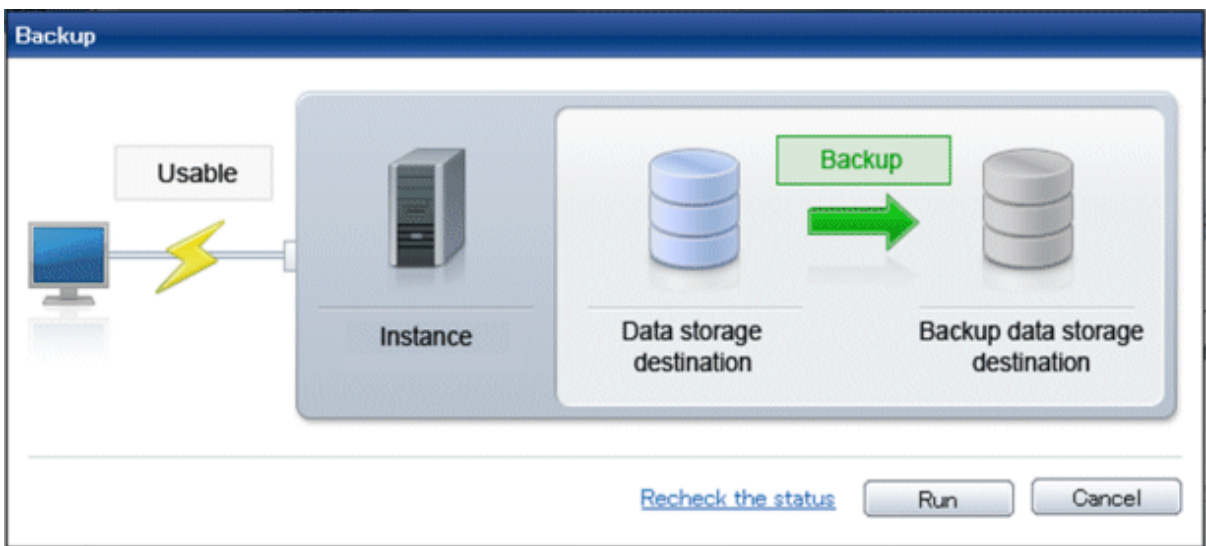 Backup
Usable
Backup
Instance
Data storage
destination
Backup data storage
destination
Recheck the status
Run
Cancel